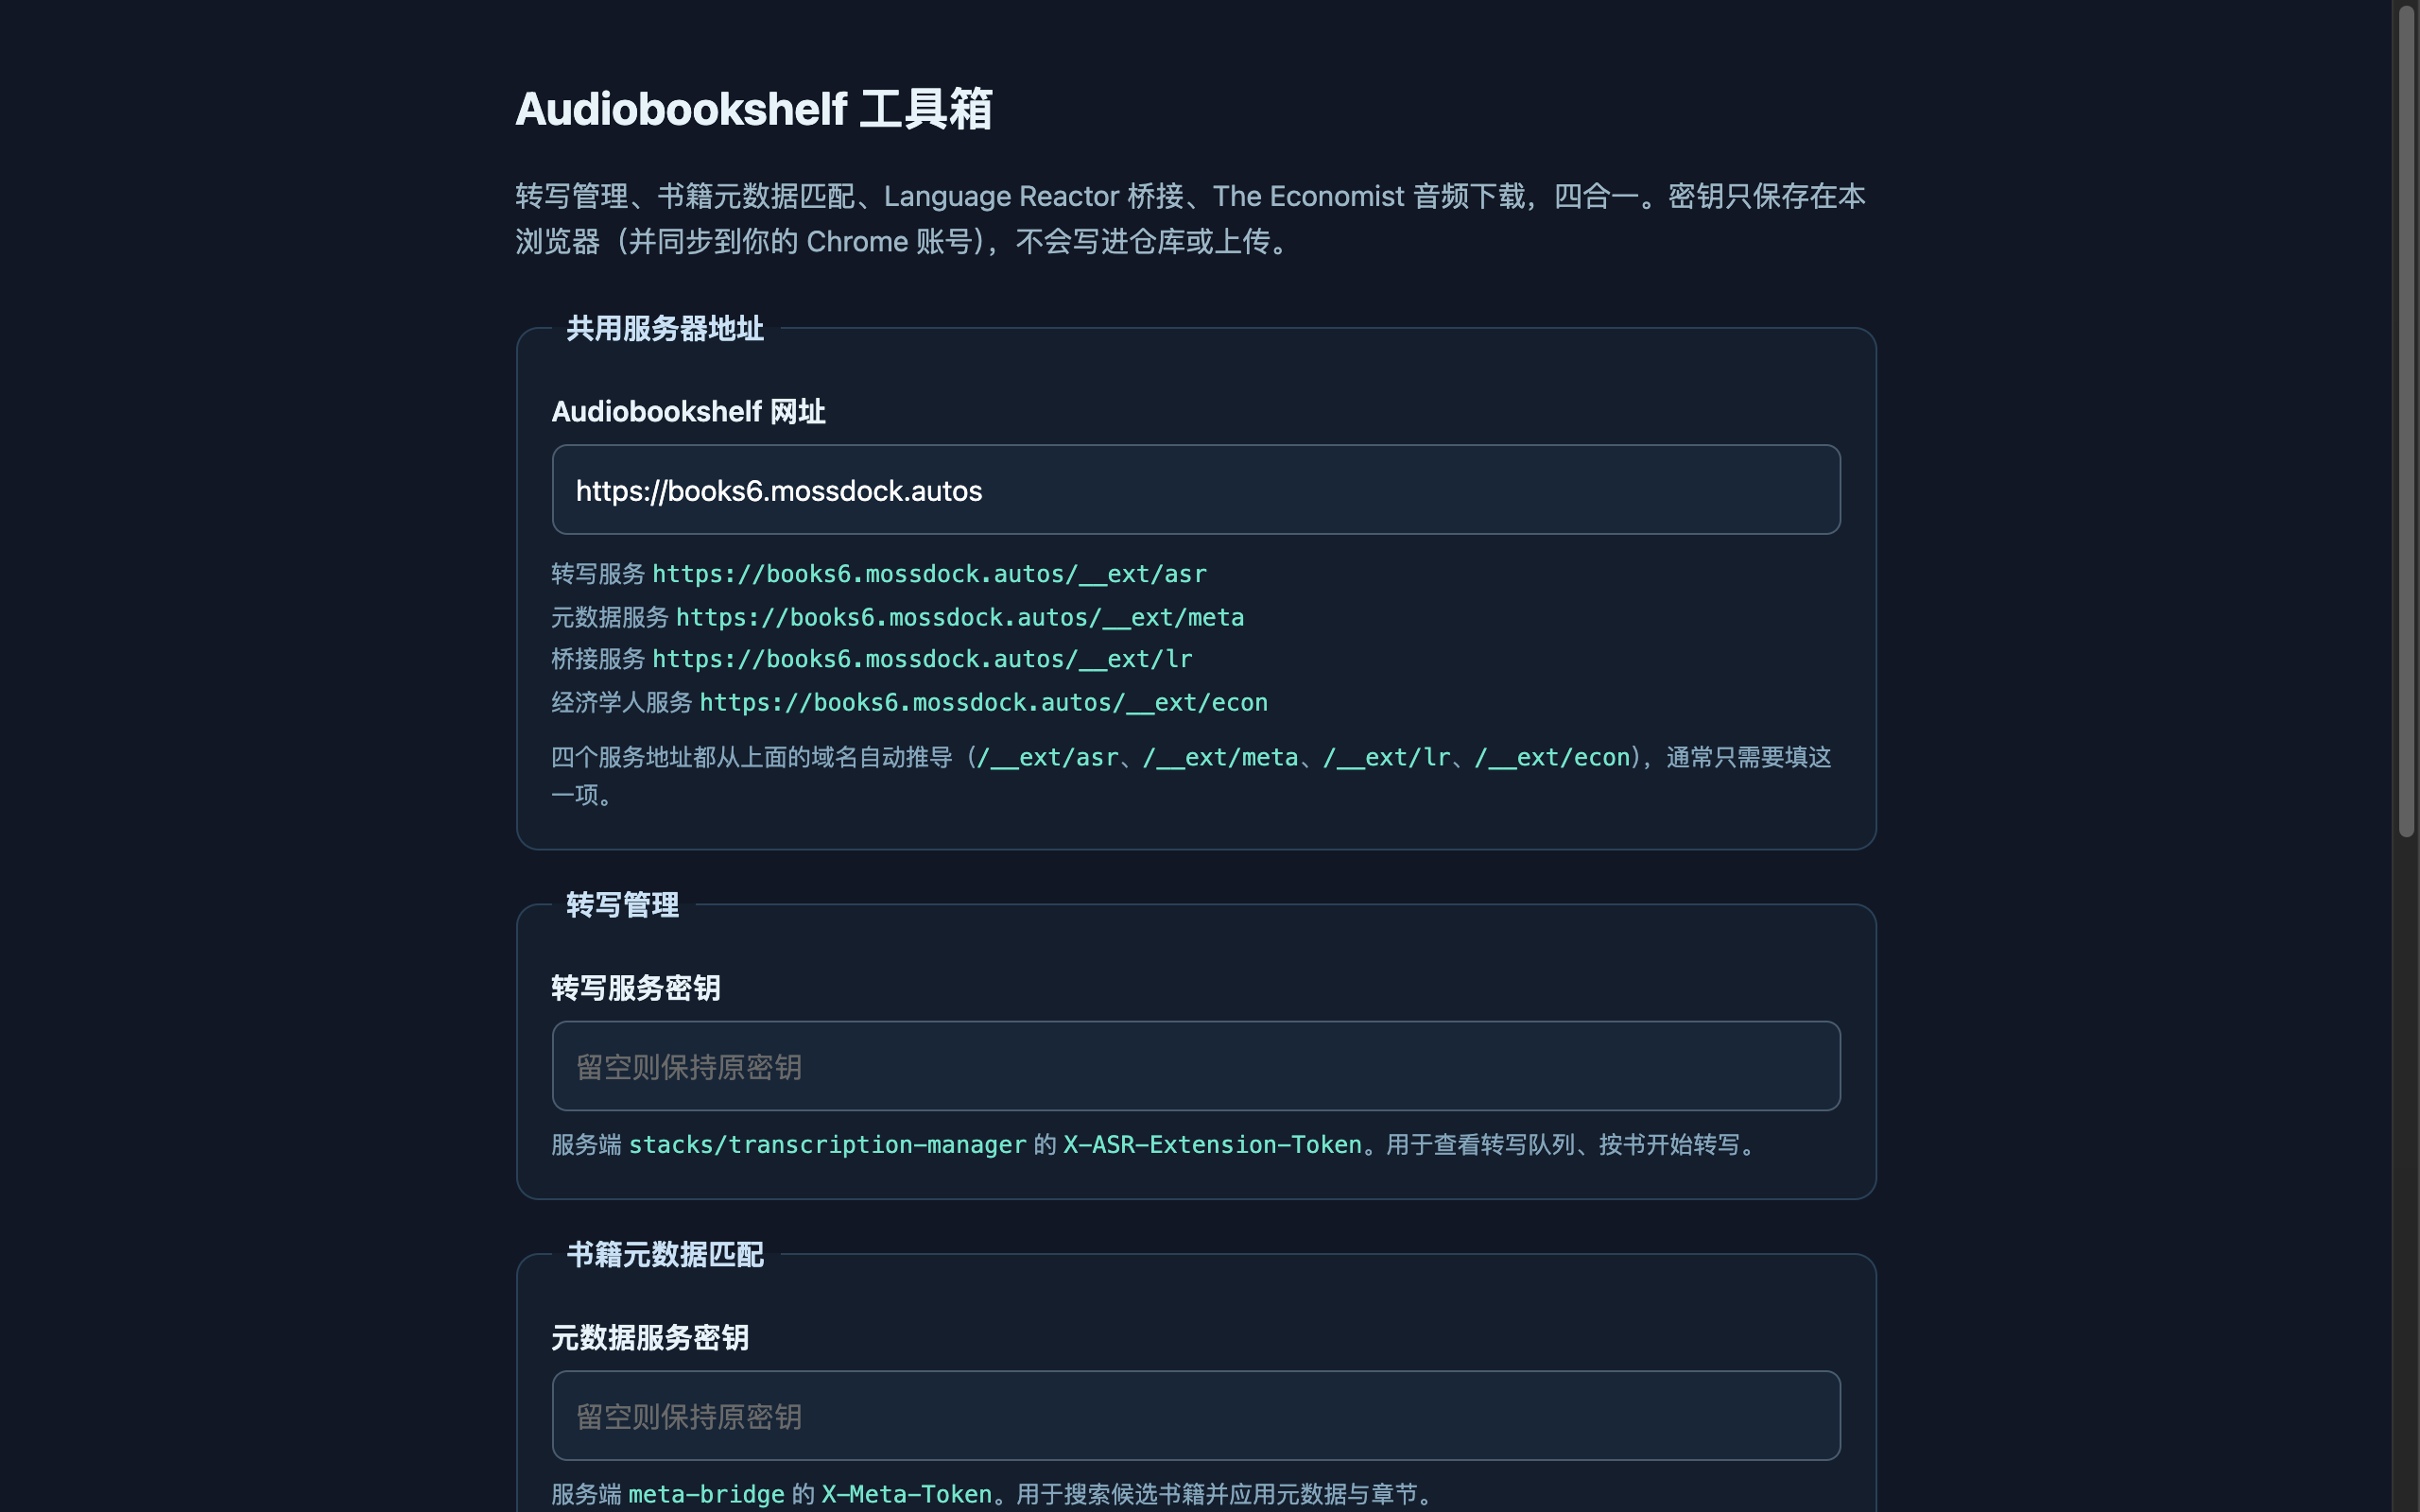 Audiobookshelf 工具箱
转写管理、书籍元数据匹配、Language Reactor 桥接、The Economist 音频下载，四合一。密钥只保存在本
浏览器（并同步到你的 Chrome 账号），不会写进仓库或上传。
共用服务器地址
Audiobookshelf 网址
https://books6.mossdock.autos
转写服务 https://books6.mossdock.autos/__ext/asr
元数据服务 https://books6.mossdock.autos/__ext/meta
桥接服务 https://books6.mossdock.autos/__ext/lr
经济学人服务 https://books6.mossdock.autos/__ext/econ
四个服务地址都从上面的域名自动推导（/__ext/asr、/__ext/meta、/__ext/lr、/__ext/econ），通常只需要填这
一项。
转写管理
转写服务密钥
留空则保持原密钥
服务端 stacks/transcription-manager 的 X-ASR-Extension-Token。用于查看转写队列、按书开始转写。
书籍元数据匹配
元数据服务密钥
留空则保持原密钥
服务端 meta-bridge 的 X-Meta-Token。用于搜索候选书籍并应用元数据与章节。